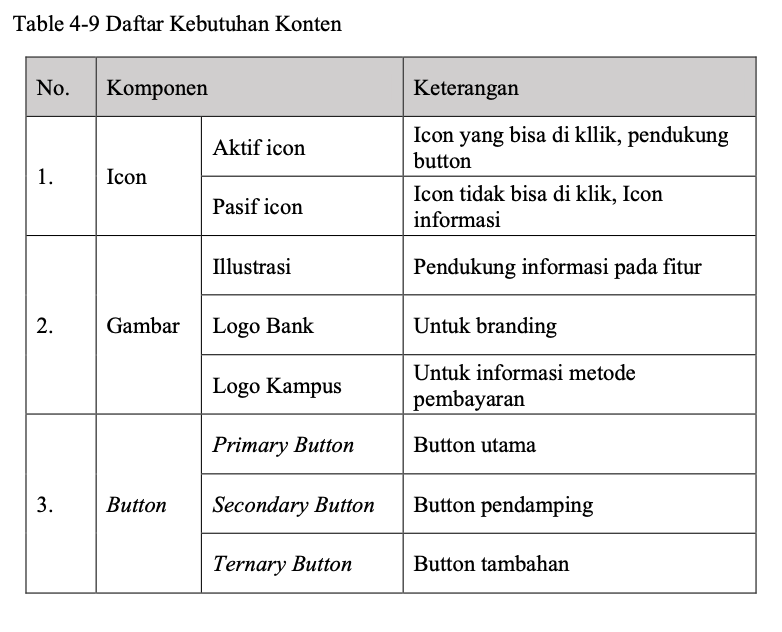 Table 4-9 Daftar Kebutuhan Konten
No. Komponen Keterangan
1. Icon Aktif icon Icon yang bisa di kllik, pendukung
button
Pasif icon Icon tidak bisa di klik, Icon
informasi
2. Gambar Illustrasi Pendukung informasi pada fitur
Logo Bank Untuk branding
Logo Kampus Untuk informasi metode
pembayaran
3. Button Primary Button Button utama
Secondary Button Button pendamping
Ternary Button Button tambahan